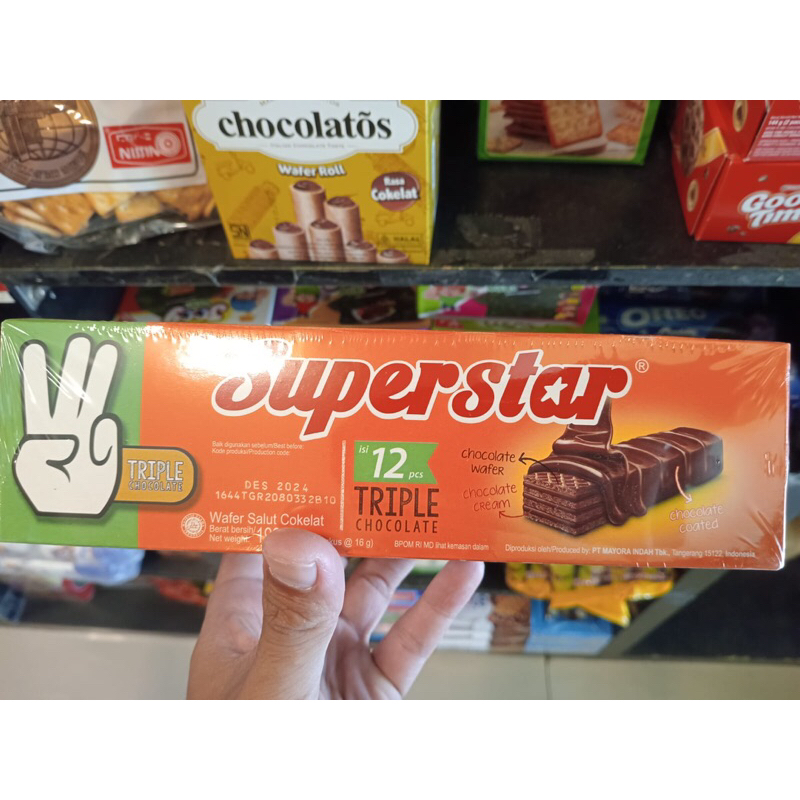 chocolatõs
Wafer Roll
Rasa
Cokelat
NISSIN
HALAL
Good
Time
OREO
Superstar®
TRIPLE
CHOCOLATE
Baik digunakan sebelum/Best before:
Kode produksi/Production code:
DES 2024
1644TGR2080332B10
Wafer Salut Cokelat
Berat bersih/
Net weight:
isi
12 pcs
TRIPLE
CHOCOLATE
@ 16 g)
BPOM RI MD lihat kemasan dalam
chocolate
wafer
chocolate
cream
chocolate
coated
Diproduksi oleh/Produced by: PT MAYORA INDAH Tbk., Tangerang 15122, Indonesia